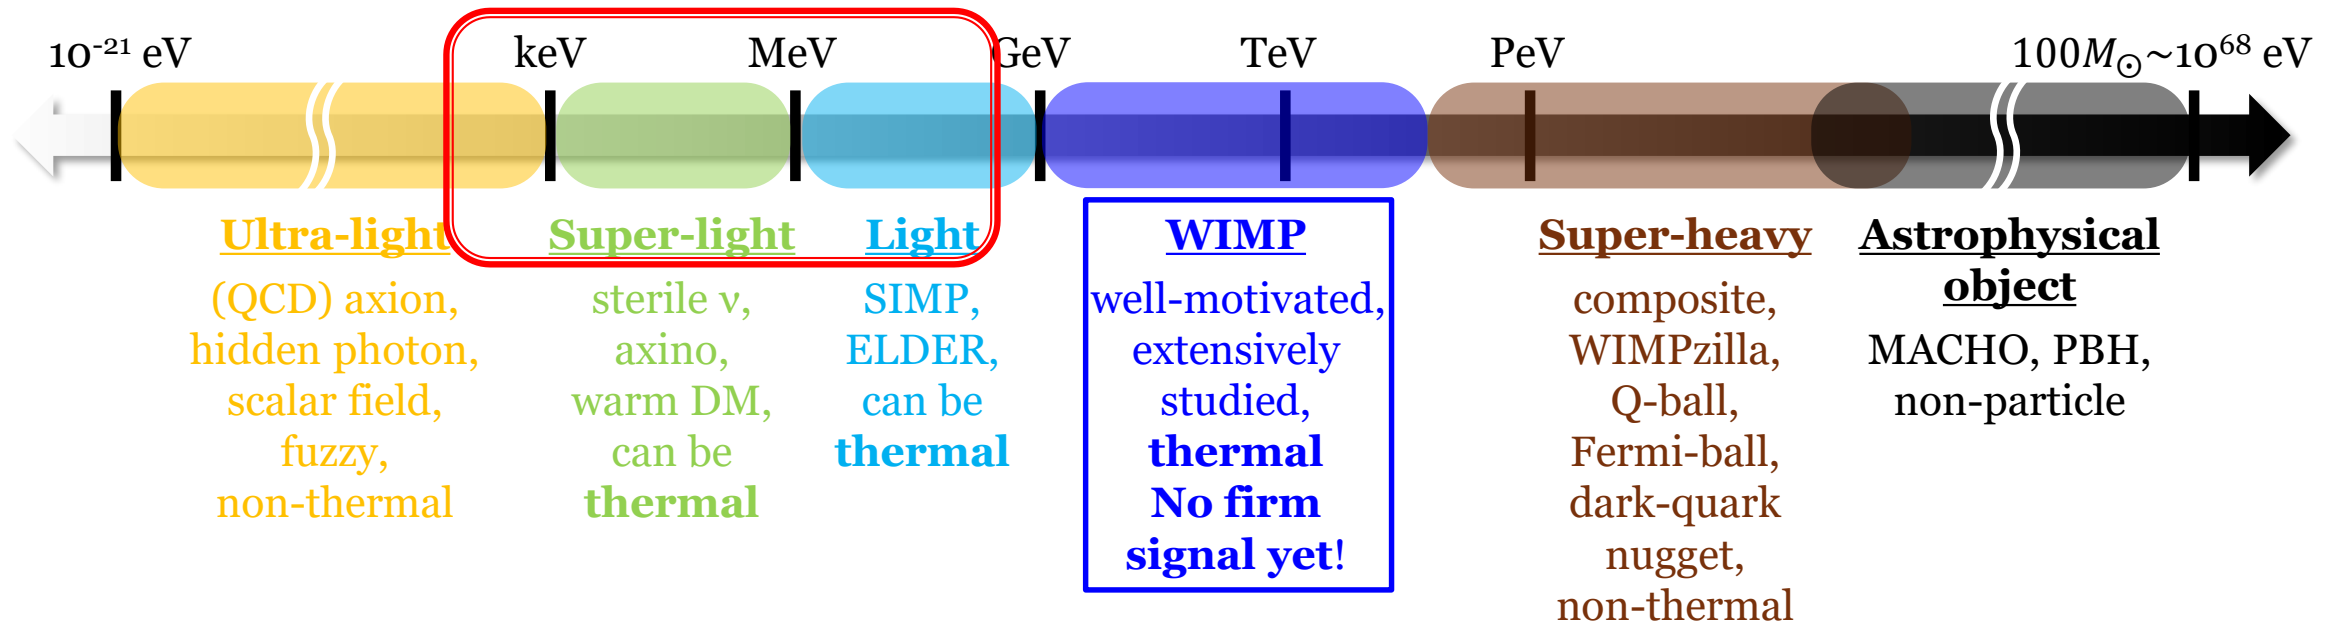 10⁻²¹ eV
keV
MeV
GeV
TeV
PeV
100M☉~10⁶⁸ eV
Ultra-light
(QCD) axion,
hidden photon,
scalar field,
fuzzy,
non-thermal
Super-light
sterile ν,
axino,
warm DM,
can be
thermal
Light
SIMP,
ELDER,
can be
thermal
WIMP
well-motivated,
extensively
studied,
thermal
No firm
signal yet!
Super-heavy
composite,
WIMPzilla,
Q-ball,
Fermi-ball,
dark-quark
nugget,
non-thermal
Astrophysical
object
MACHO, PBH,
non-particle